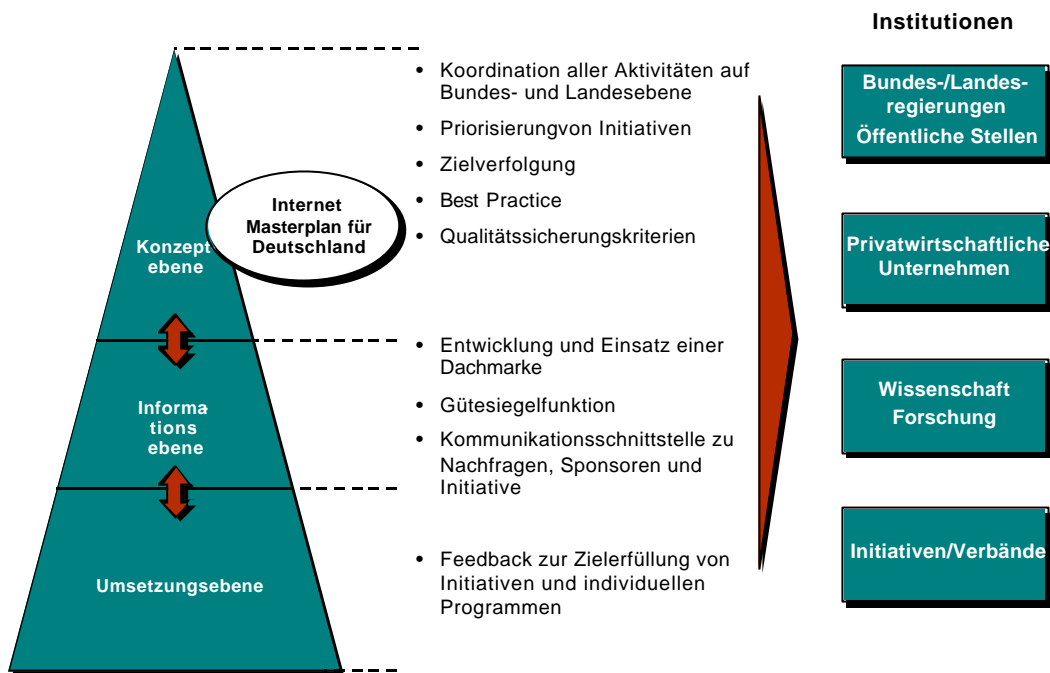 Institutionen
• Koordination aller Aktivitäten auf
Bundes- und Landesebene
• Priorisierungvon Initiativen
• Zielverfolgung
• Best Practice
• Qualitätssicherungskriterien
Internet
Masterplan für
Deutschland
Konzept
ebene
• Entwicklung und Einsatz einer
Dachmarke
• Gütesiegelfunktion
• Kommunikationsschnittstelle zu
Nachfragen, Sponsoren und
Initiative
Informa-
tions
ebene
• Feedback zur Zielerfüllung von
Initiativen und individuellen
Programmen
Umsetzungsebene
Bundes-/Landes-
regierungen
Öffentliche Stellen
Privatwirtschaftliche
Unternehmen
Wissenschaft
Forschung
Initiativen/Verbände